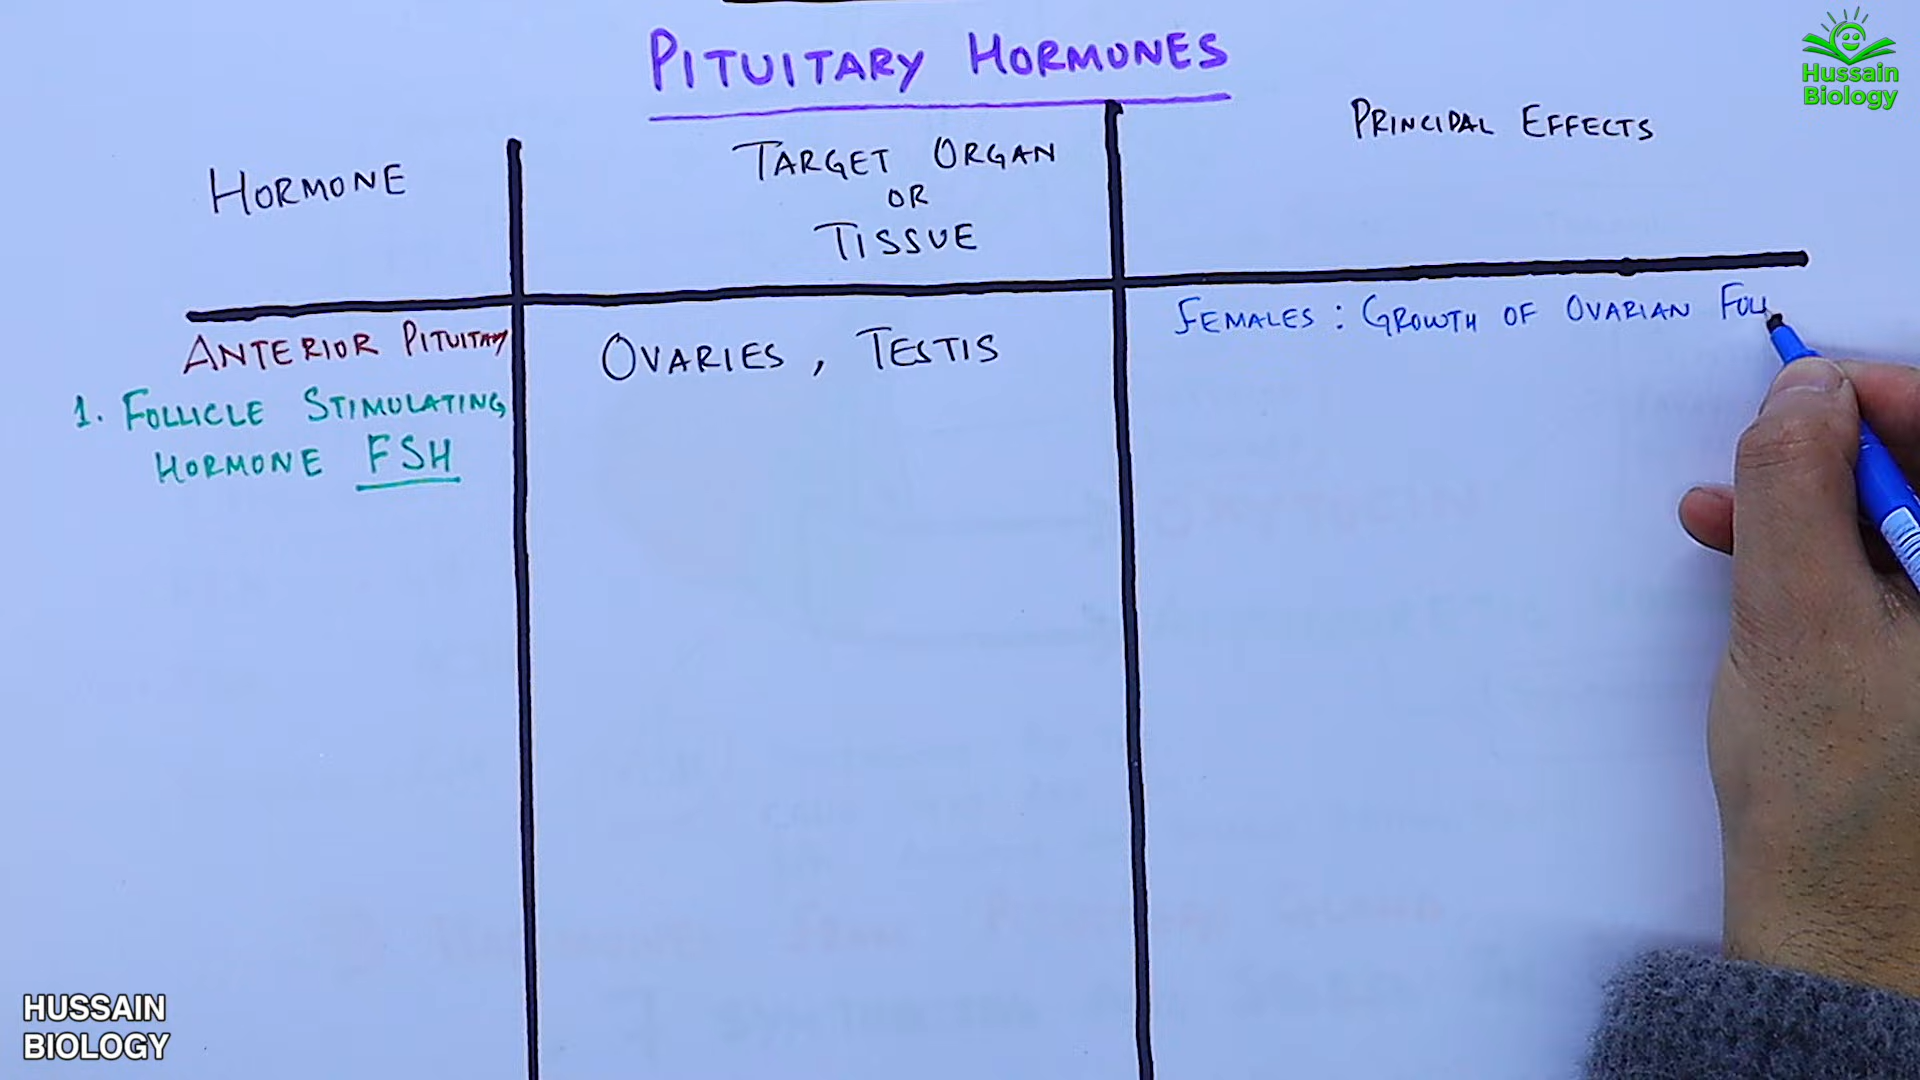 PITUITARY HORMONES
Hussain
Biology
HORMONE
TARGET ORGAN
OR
TISSUE
PRINCIPAL EFFECTS
ANTERIOR PITUITARY
1. FOLLICLE STIMULATING
HORMONE FSH
OVARIES, TESTIS
FEMALES: GROWTH OF OVARIAN
HUSSAIN
BIOLOGY